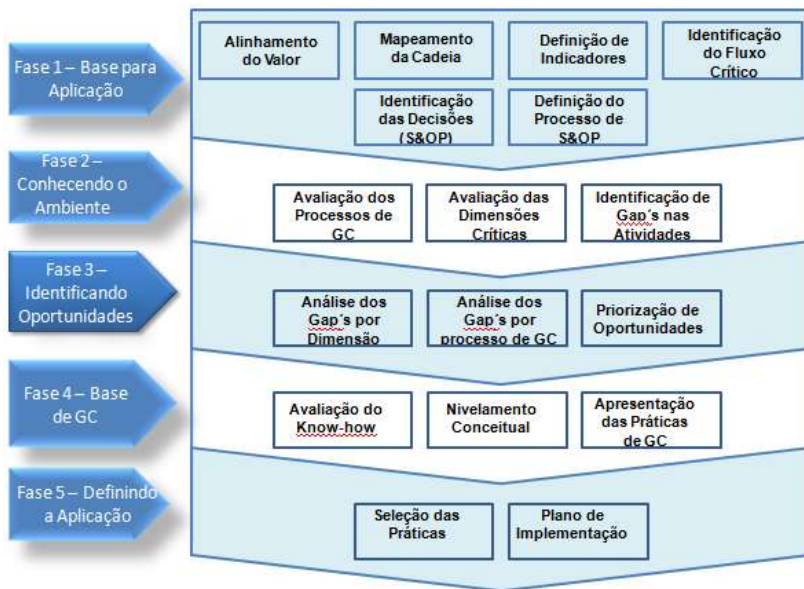 Fase 1 – Base para
Aplicação
Alinhamento
do Valor
Mapeamento
da Cadeia
Definição de
Indicadores
Identificação
do Fluxo
Crítico
Identificação
das Decisões
(S&OP)
Definição do
Processo de
S&OP
Fase 2 –
Conhecendo o
Ambiente
Avaliação dos
Processos de
GC
Avaliação das
Dimensões
Críticas
Identificação de
Gap´s nas
Atividades
Fase 3 –
Identificando
Oportunidades
Análise dos
Gap´s por
Dimensão
Análise dos
Gap´s por
processo de GC
Priorização de
Oportunidades
Fase 4 – Base
de GC
Avaliação do
Know-how
Nivelamento
Conceitual
Apresentação
das Práticas
de GC
Fase 5 – Definindo
a Aplicação
Seleção das
Práticas
Plano de
Implementação